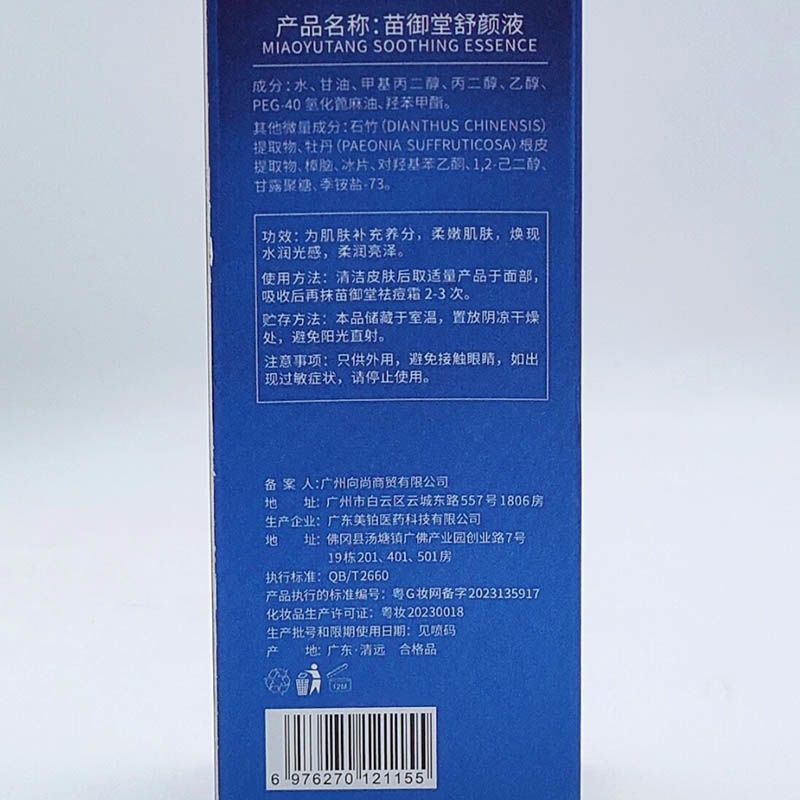 产品名称：苗御堂舒颜液
MIAOYUTANG SOOTHING ESSENCE
成分：水、甘油、甲基丙二醇、丙二醇、乙醇、
PEG-40 氢化蓖麻油、羟苯甲酯。
其他微量成分：石竹（DIANTHUS CHINENSIS）
提取物、牡丹（PAEONIA SUFFRUTICOSA）根皮
提取物、樟脑、冰片、对羟基苯乙酮、1,2-己二醇、
甘露聚糖、季铵盐-73。
功效：为肌肤补充养分，柔嫩肌肤，焕现
水润光感，柔润亮泽。
使用方法：清洁皮肤后取适量产品于面部，
吸收后再抹苗御堂祛痘霜 2-3 次。
贮存方法：本品储藏于室温，置放阴凉干燥
处，避免阳光直射。
注意事项：只供外用，避免接触眼睛，如出
现过敏症状，请停止使用。
备 案 人：广州向尚商贸有限公司
地 址：广州市白云区云城东路557号1806房
生产企业：广东美铂医药科技有限公司
地 址：佛冈县汤塘镇广佛产业园创业路7号
19栋201、401、501房
执行标准：QB/T2660
产品执行的标准编号：粤G妆网备字2023135917
化妆品生产许可证：粤妆20230018
生产批号和限期使用日期：见喷码
产 地：广东·清远 合格品
12M
6 976270 121155